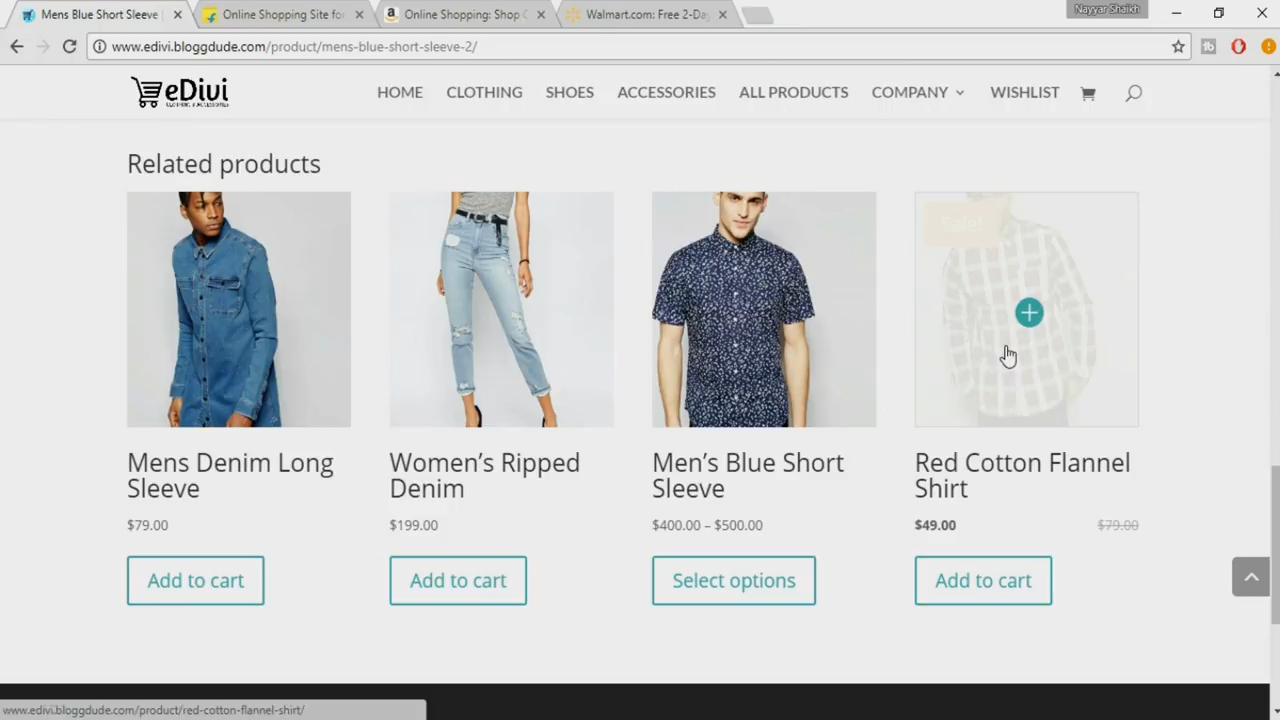 Mens Blue Short Sleeve
Online Shopping Site for
Online Shopping: Shop
Walmart.com: Free 2-Da
Nayyar Shaikh
www.edivi.bloggdude.com/product/mens-blue-short-sleeve-2/
eDivi
HOME CLOTHING SHOES ACCESSORIES ALL PRODUCTS COMPANY WISHLIST
Related products
Sale!
Mens Denim Long Sleeve
$79.00
Add to cart
Women’s Ripped Denim
$199.00
Add to cart
Men’s Blue Short Sleeve
$400.00 – $500.00
Select options
Red Cotton Flannel Shirt
$49.00 $79.00
Add to cart
www.edivi.bloggdude.com/product/red-cotton-flannel-shirt/